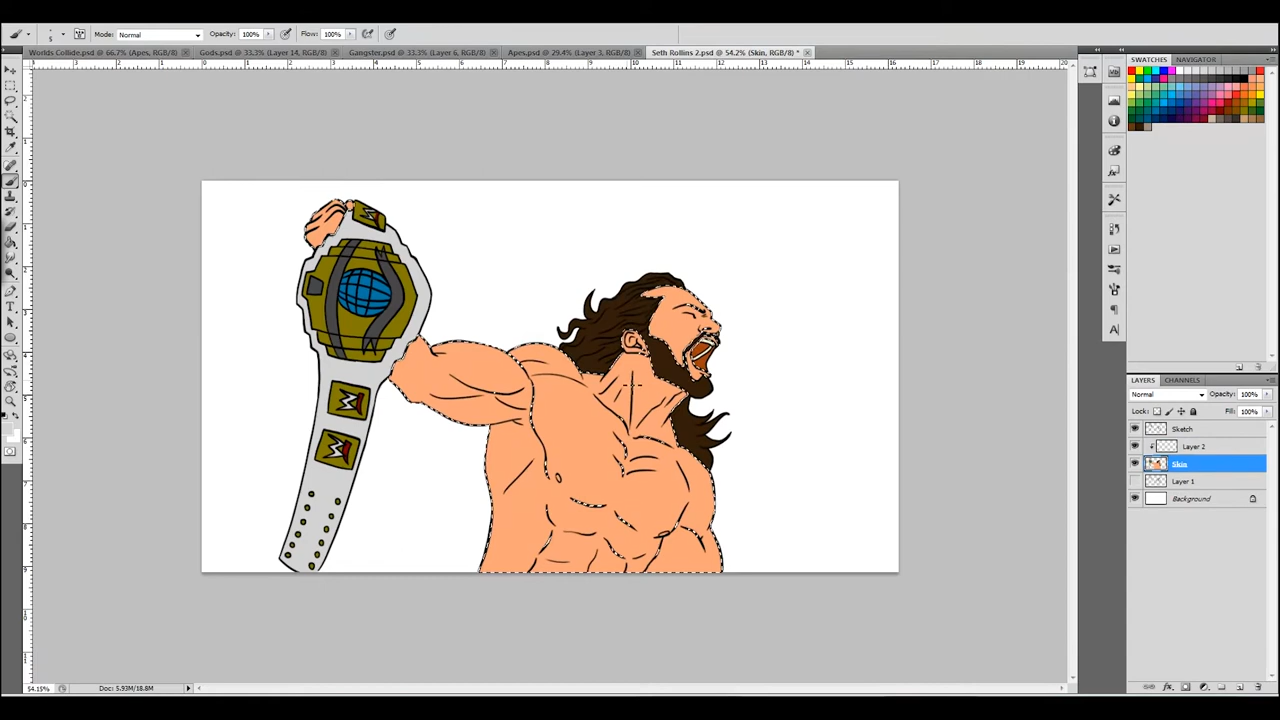 Mode: Normal Opacity: 100% Flow: 100%
Worlds Collide.psd @ 66.7% (Apes, RGB/8) Gods.psd @ 33.3% (Layer 14, RGB/8) Gangster.psd @ 33.3% (Layer 6, RGB/8) Apes.psd @ 29.4% (Layer 3, RGB/8) Seth Rollins 2.psd @ 54.2% (Skin, RGB/8) *
SWATCHES NAVIGATOR
LAYERS CHANNELS
Normal Opacity: 100%
Lock: Fill: 100%
Sketch
Layer 2
Skin
Layer 1
Background
54.15% Doc: 5.93M/18.8M